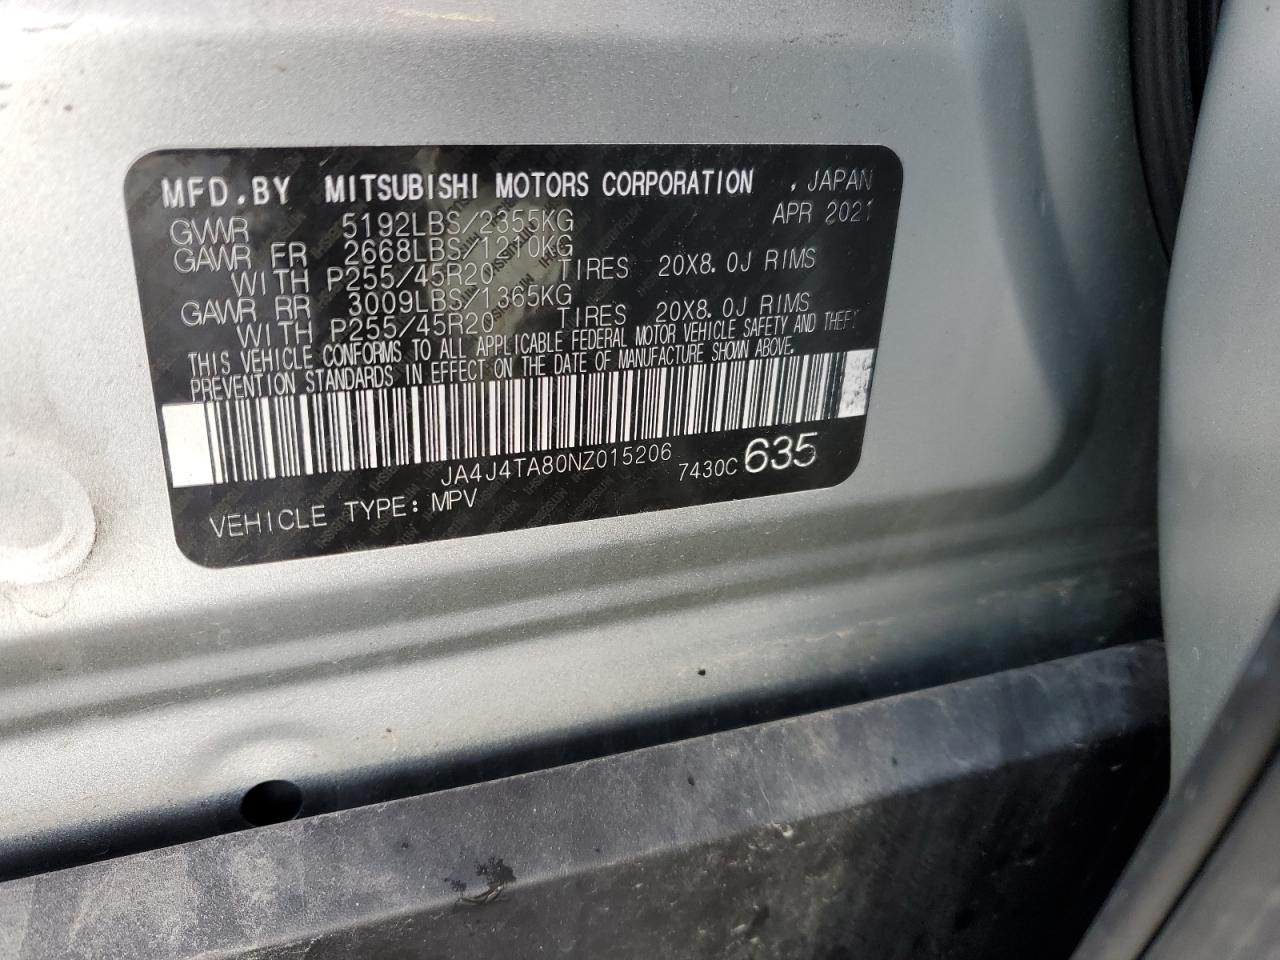 MFD.BY MITSUBISHI MOTORS CORPORATION , JAPAN
GVWR 5192LBS/2355KG APR 2021
GAWR FR 2668LBS/1210KG
WITH P255/45R20 TIRES 20X8.0J RIMS
GAWR RR 3009LBS/1365KG
WITH P255/45R20 TIRES 20X8.0J RIMS
THIS VEHICLE CONFORMS TO ALL APPLICABLE FEDERAL MOTOR VEHICLE SAFETY AND THEFT
PREVENTION STANDARDS IN EFFECT ON THE DATE OF MANUFACTURE SHOWN ABOVE.
JA4J4TA80NZ015206 7430C 635
VEHICLE TYPE: MPV